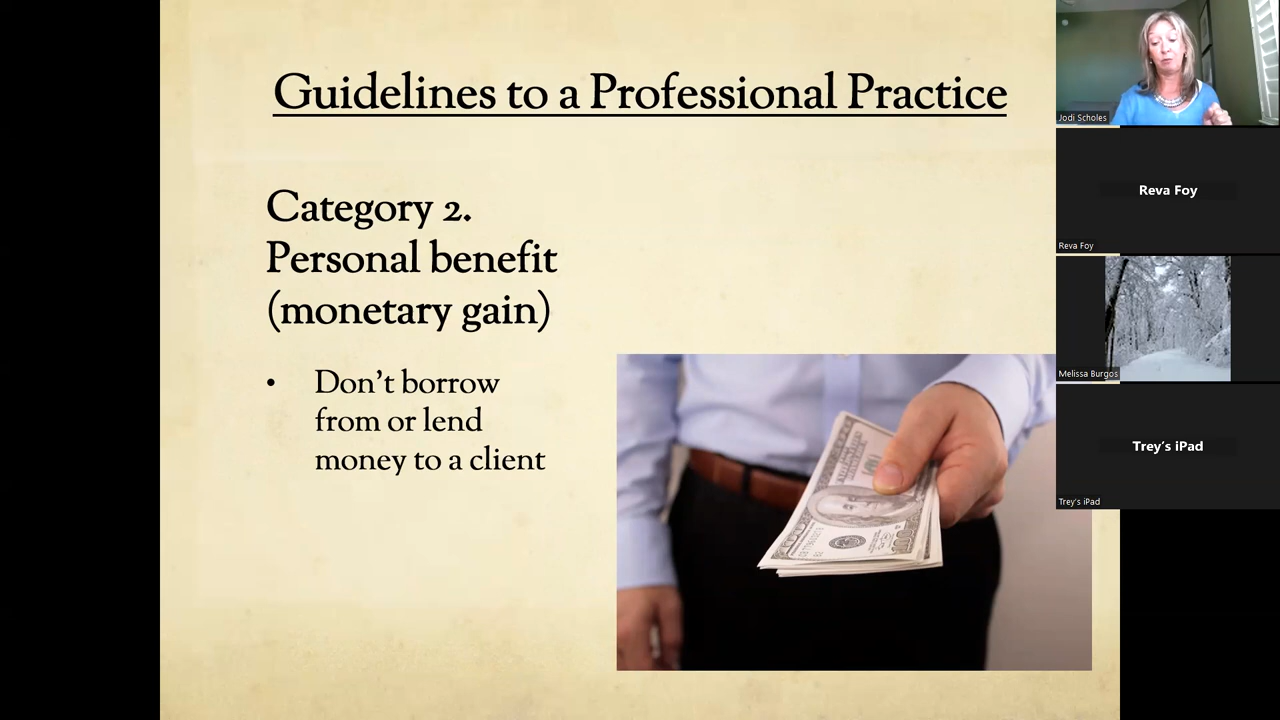 Guidelines to a Professional Practice
Category 2.
Personal benefit
(monetary gain)
• Don't borrow
from or lend
money to a client
Jodi Scholes
Reva Foy
Reva Foy
Melissa Burgos
Trey's iPad
Trey's iPad
100